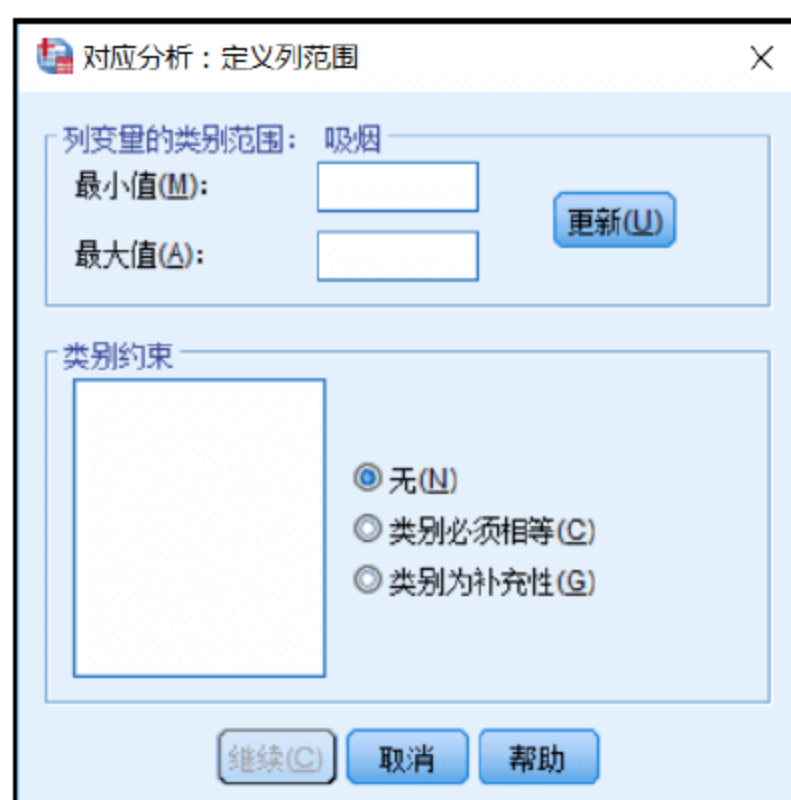 对应分析：定义列范围
列变量的类别范围： 吸烟
最小值(M)：
更新(U)
最大值(A)：
类别约束
无(N)
类别必须相等(C)
类别为补充性(G)
继续(C) 取消 帮助